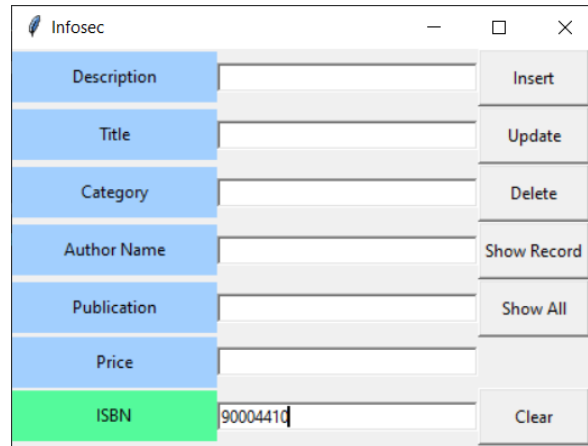 Infosec
Description Insert
Title Update
Category Delete
Author Name Show Record
Publication Show All
Price
ISBN 90004410 Clear